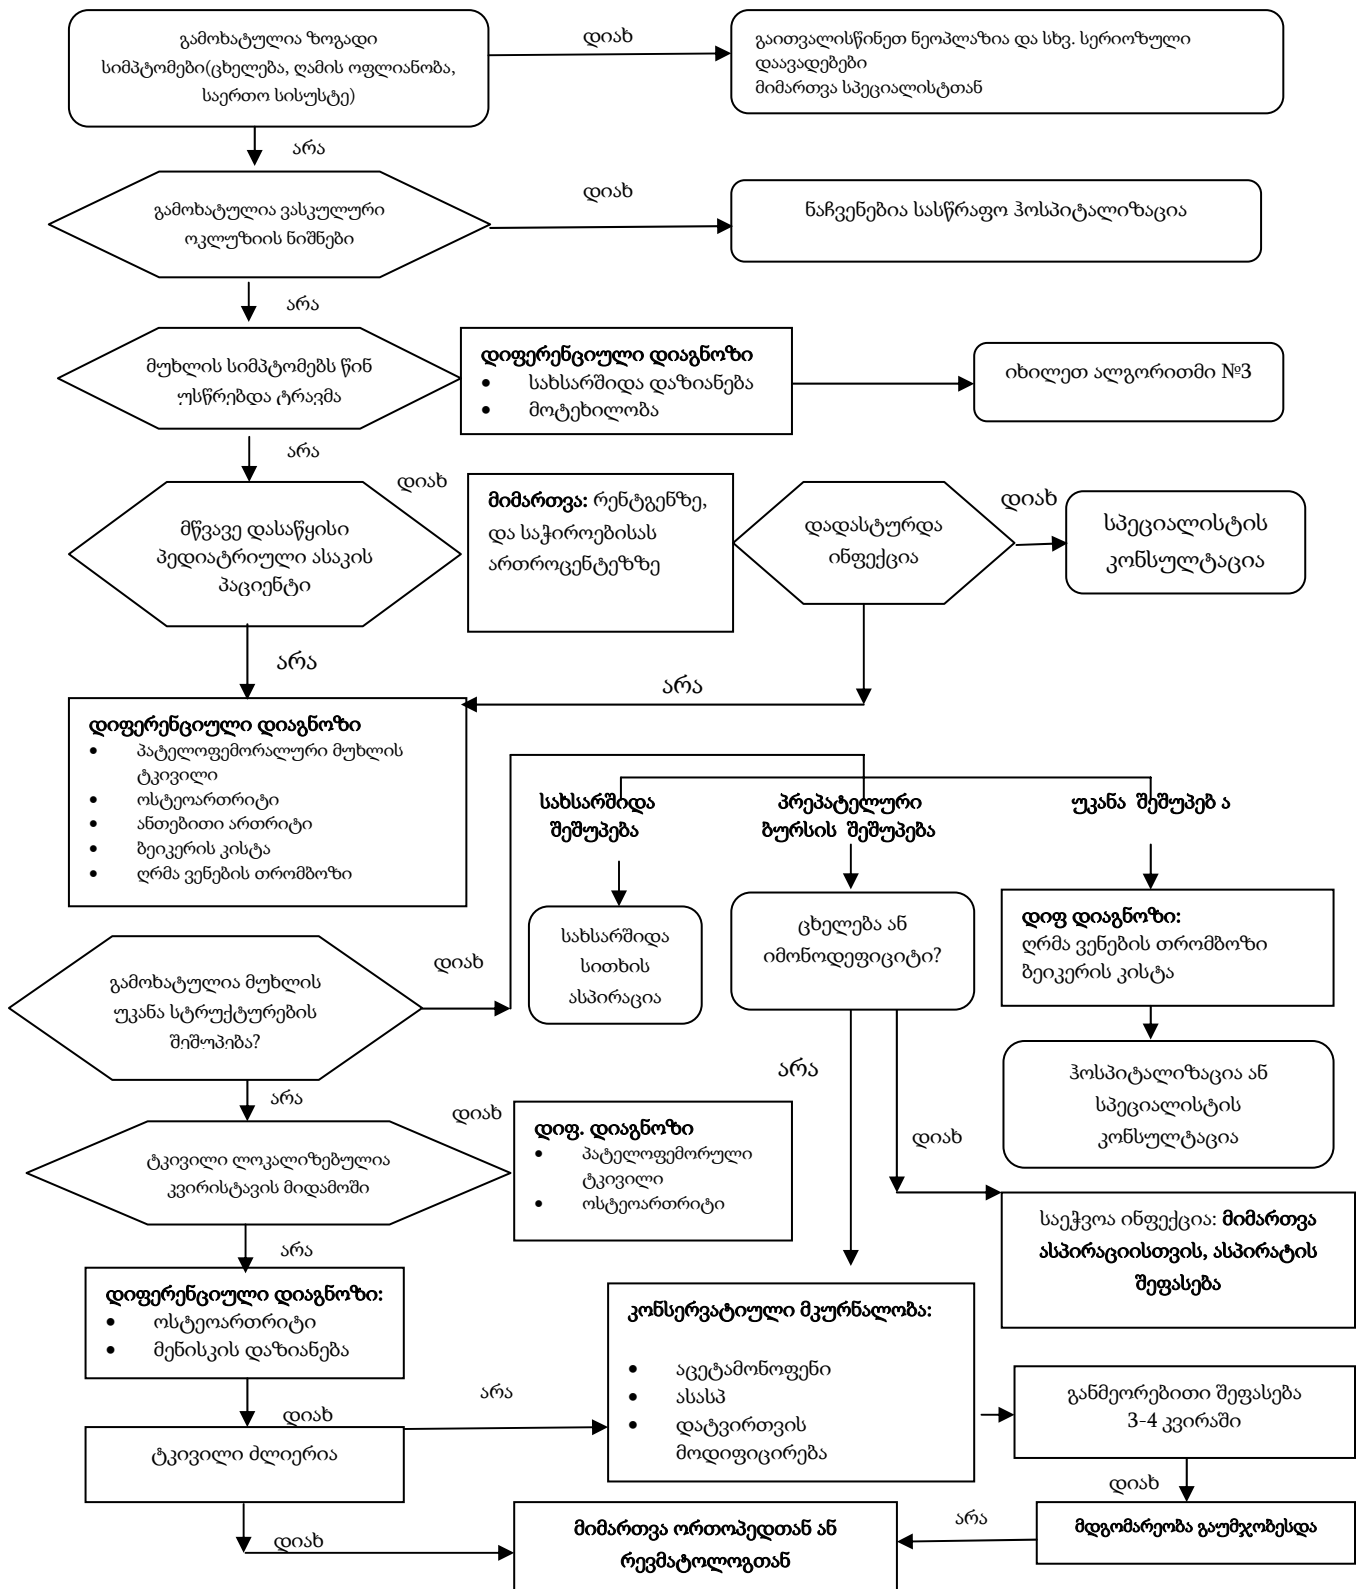 გამოხატულია ზოგადი
სიმპტომები(ცხელება, ღამის ოფლიანობა,
საერთო სისუსტე)
დიახ
გაითვალისწინეთ ნეოპლაზია და სხვ. სერიოზული
დაავადებები
მიმართვა სპეციალისტთან
არა
გამოხატულია ვასკულური
ოკლუზიის ნიშნები
დიახ
ნაჩვენებია სასწრაფო ჰოსპიტალიზაცია
არა
მუხლის სიმპტომებს წინ
უსწრებდა ტრავმა
დიფერენციული დიაგნოზი
• სახსარშიდა დაზიანება
• მოტეხილობა
იხილეთ ალგორითმი №3
არა
დიახ
მწვავე დასაწყისი
პედიატრიული ასაკის
პაციენტი
მიმართვა: რენტგენზე,
და საჭიროებისას
ართროცენტეზზე
დადასტურდა
ინფექცია
დიახ
სპეციალისტის
კონსულტაცია
არა
არა
დიფერენციული დიაგნოზი
• პატელოფემორალური მუხლის
ტკივილი
• ოსტეოართრიტი
• ანთებითი ართრიტი
• ბეიკერის კისტა
• ღრმა ვენების თრომბოზი
სახსარშიდა
შეშუპება
პრეპატელური
ბურსის შეშუპება
უკანა შეშუპებ ა
სახსარშიდა
სითხის
ასპირაცია
ცხელება ან
იმონოდეფიციტი?
დიფ დიაგნოზი:
ღრმა ვენების თრომბოზი
ბეიკერის კისტა
გამოხატულია მუხლის
უკანა სტრუქტურების
შეშუპება?
დიახ
ჰოსპიტალიზაცია ან
სპეციალისტის
კონსულტაცია
არა
არა
დიახ
დიახ
ტკივილი ლოკალიზებულია
კვირისტავის მიდამოში
დიფ. დიაგნოზი
• პატელოფემორული
ტკივილი
• ოსტეოართრიტი
საეჭვოა ინფექცია: მიმართვა
ასპირაციისთვის, ასპირატის
შეფასება
არა
დიფერენციული დიაგნოზი:
• ოსტეოართრიტი
• მენისკის დაზიანება
კონსერვატიული მკურნალობა:
• აცეტამონოფენი
• ასასპ
• დატვირთვის
მოდიფიცირება
არა
დიახ
განმეორებითი შეფასება
3-4 კვირაში
ტკივილი ძლიერია
დიახ
დიახ
მიმართვა ორთოპედთან ან
რევმატოლოგთან
არა
მდგომარეობა გაუმჯობესდა